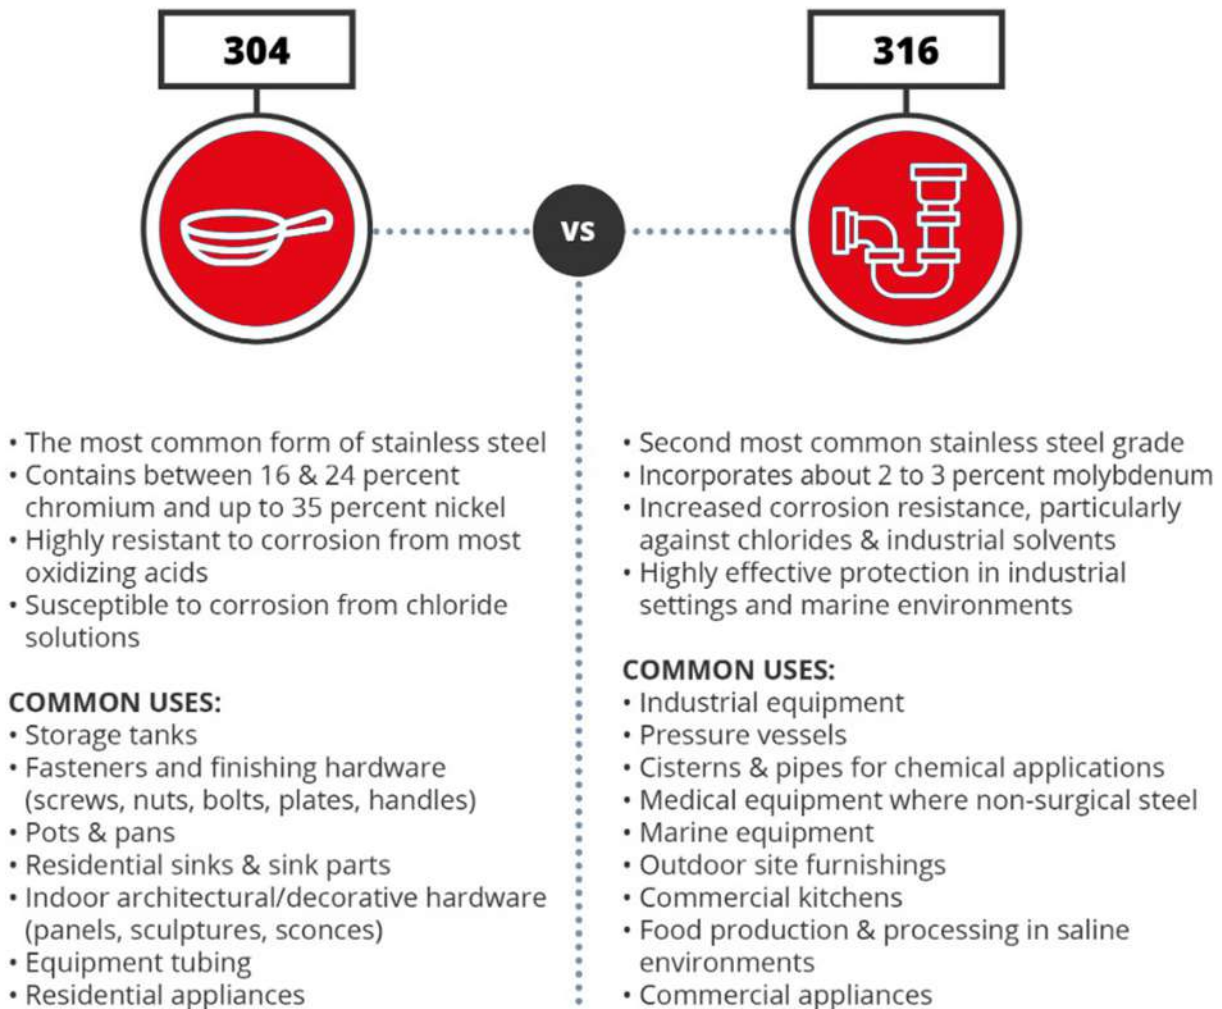 304
316
VS
• The most common form of stainless steel
• Contains between 16 & 24 percent
chromium and up to 35 percent nickel
• Highly resistant to corrosion from most
oxidizing acids
• Susceptible to corrosion from chloride
solutions
COMMON USES:
• Storage tanks
• Fasteners and finishing hardware
(screws, nuts, bolts, plates, handles)
• Pots & pans
• Residential sinks & sink parts
• Indoor architectural/decorative hardware
(panels, sculptures, sconces)
• Equipment tubing
• Residential appliances
• Second most common stainless steel grade
• Incorporates about 2 to 3 percent molybdenum
• Increased corrosion resistance, particularly
against chlorides & industrial solvents
• Highly effective protection in industrial
settings and marine environments
COMMON USES:
• Industrial equipment
• Pressure vessels
• Cisterns & pipes for chemical applications
• Medical equipment where non-surgical steel
• Marine equipment
• Outdoor site furnishings
• Commercial kitchens
• Food production & processing in saline
environments
• Commercial appliances